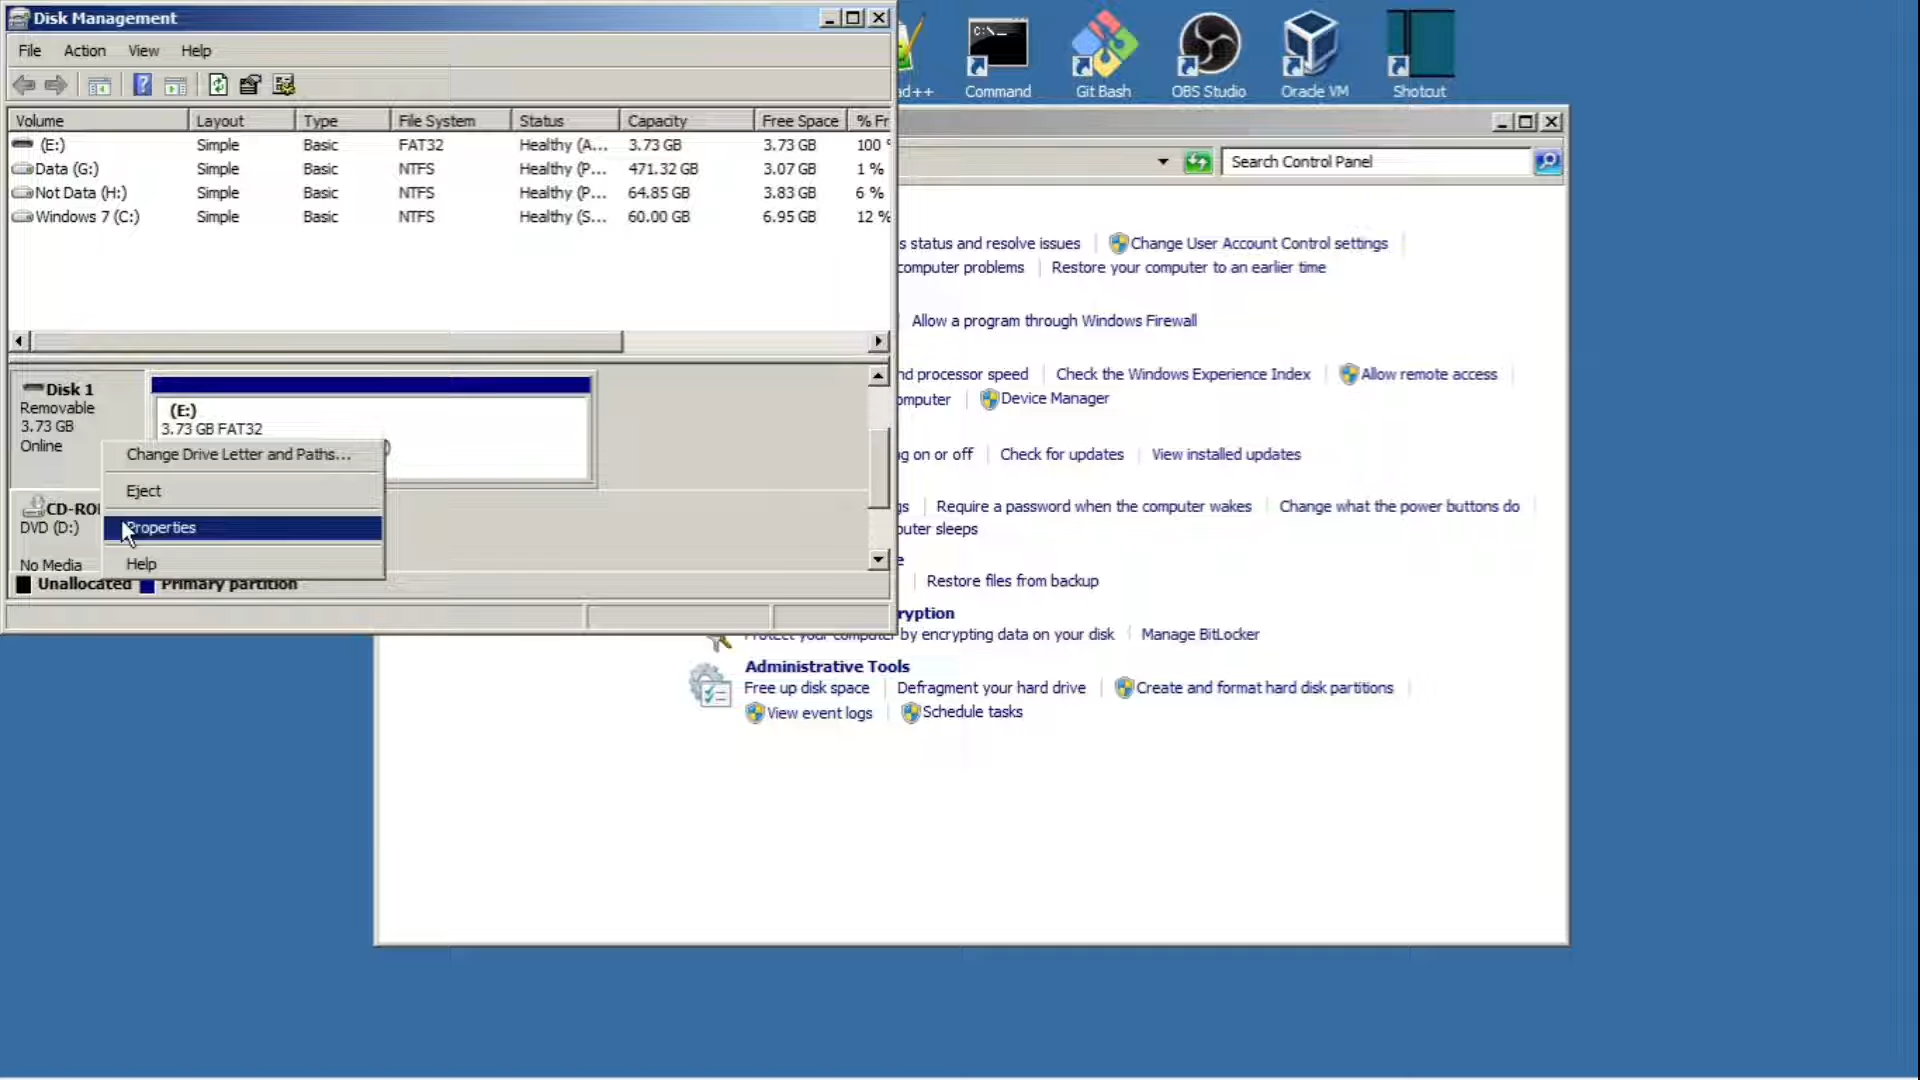 Disk Management
File Action View Help
Volume Layout Type File System Status Capacity Free Space % Fr
(E:) Simple Basic FAT32 Healthy (A... 3.73 GB 3.73 GB 100
Data (G:) Simple Basic NTFS Healthy (P... 471.32 GB 3.07 GB 1 %
Not Data (H:) Simple Basic NTFS Healthy (P... 64.85 GB 3.83 GB 6 %
Windows 7 (C:) Simple Basic NTFS Healthy (S... 60.00 GB 6.95 GB 12 %
Disk 1
Removable
3.73 GB
Online
(E:)
3.73 GB FAT32
Change Drive Letter and Paths...
Eject
Properties
Help
CD-RO
DVD (D:)
No Media
Unallocated Primary partition
d++ Command Git Bash OBS Studio Oracle VM Shotcut
C:\
Search Control Panel
s status and resolve issues Change User Account Control settings
computer problems Restore your computer to an earlier time
Allow a program through Windows Firewall
nd processor speed Check the Windows Experience Index Allow remote access
omputer Device Manager
ng on or off Check for updates View installed updates
gs Require a password when the computer wakes Change what the power buttons do
puter sleeps
e
Restore files from backup
ryption
Protect your computer by encrypting data on your disk Manage BitLocker
Administrative Tools
Free up disk space Defragment your hard drive Create and format hard disk partitions
View event logs Schedule tasks